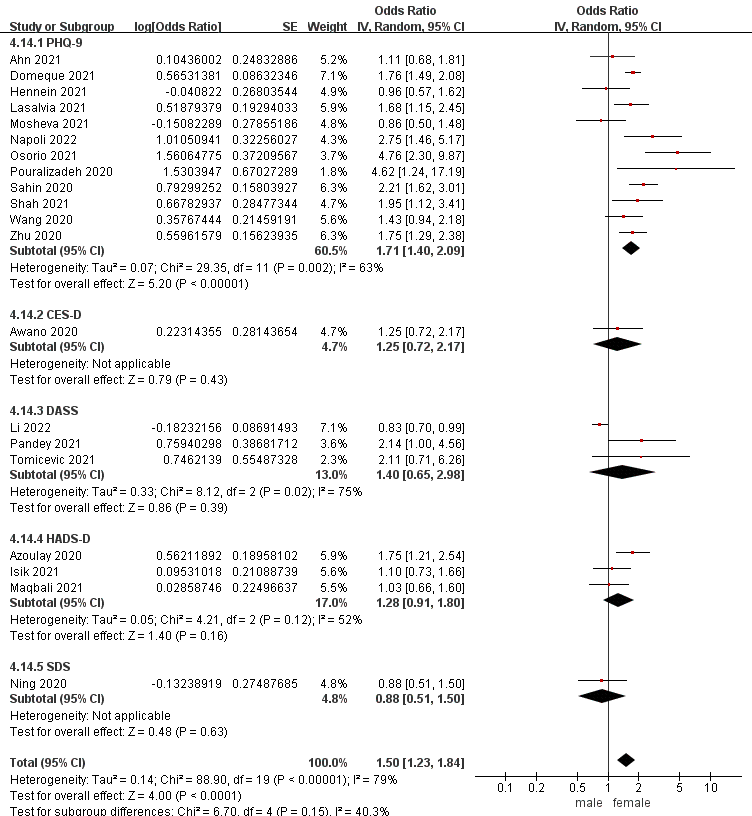 Odds Ratio Odds Ratio
Study or Subgroup log[Odds Ratio] SE Weight IV, Random, 95% CI IV, Random, 95% CI
4.14.1 PHQ-9
Ahn 2021 0.10436002 0.24832886 5.2% 1.11 [0.68, 1.81]
Domeque 2021 0.56531381 0.08632346 7.1% 1.76 [1.49, 2.08]
Hennein 2021 -0.040822 0.26803544 4.9% 0.96 [0.57, 1.62]
Lasalvia 2021 0.51879379 0.19294033 5.9% 1.68 [1.15, 2.45]
Mosheva 2021 -0.15082289 0.27855186 4.8% 0.86 [0.50, 1.48]
Napoli 2022 1.01050941 0.32256027 4.2% 2.75 [1.46, 5.17]
Osorio 2021 1.56064775 0.37209567 3.7% 4.76 [2.30, 9.87]
Pouralizadeh 2020 1.5303947 0.67027289 1.8% 4.62 [1.24, 17.19]
Sahin 2020 0.79299252 0.15803927 6.3% 2.21 [1.62, 3.01]
Shah 2021 0.66782937 0.28477344 4.7% 1.95 [1.12, 3.41]
Wang 2020 0.35767444 0.21459191 5.6% 1.43 [0.94, 2.18]
Zhu 2020 0.55961579 0.15623935 6.3% 1.75 [1.29, 2.38]
Subtotal (95% CI) 60.5% 1.71 [1.40, 2.09]
Heterogeneity: Tau² = 0.07; Chi² = 29.35, df = 11 (P = 0.002); I² = 63%
Test for overall effect: Z = 5.20 (P < 0.00001)
4.14.2 CES-D
Awano 2020 0.22314355 0.28143654 4.7% 1.25 [0.72, 2.17]
Subtotal (95% CI) 4.7% 1.25 [0.72, 2.17]
Heterogeneity: Not applicable
Test for overall effect: Z = 0.79 (P = 0.43)
4.14.3 DASS
Li 2022 -0.18232156 0.08691493 7.1% 0.83 [0.70, 0.99]
Pandey 2021 0.75940298 0.38681712 3.6% 2.14 [1.00, 4.56]
Tomicevic 2021 0.7462139 0.55487328 2.3% 2.11 [0.71, 6.26]
Subtotal (95% CI) 13.0% 1.40 [0.65, 2.98]
Heterogeneity: Tau² = 0.33; Chi² = 8.12, df = 2 (P = 0.02); I² = 75%
Test for overall effect: Z = 0.86 (P = 0.39)
4.14.4 HADS-D
Azoulay 2020 0.56211892 0.18958102 5.9% 1.75 [1.21, 2.54]
Isik 2021 0.09531018 0.21088739 5.6% 1.10 [0.73, 1.66]
Maqbali 2021 0.02858746 0.22496637 5.5% 1.03 [0.66, 1.60]
Subtotal (95% CI) 17.0% 1.28 [0.91, 1.80]
Heterogeneity: Tau² = 0.05; Chi² = 4.21, df = 2 (P = 0.12); I² = 52%
Test for overall effect: Z = 1.40 (P = 0.16)
4.14.5 SDS
Ning 2020 -0.13238919 0.27487685 4.8% 0.88 [0.51, 1.50]
Subtotal (95% CI) 4.8% 0.88 [0.51, 1.50]
Heterogeneity: Not applicable
Test for overall effect: Z = 0.48 (P = 0.63)
Total (95% CI) 100.0% 1.50 [1.23, 1.84]
Heterogeneity: Tau² = 0.14; Chi² = 88.90, df = 19 (P < 0.00001); I² = 79%
Test for overall effect: Z = 4.00 (P < 0.0001)
Test for subgroup differences: Chi² = 6.70, df = 4 (P = 0.15), I² = 40.3%
0.1 0.2 0.5 1 2 5 10
male female